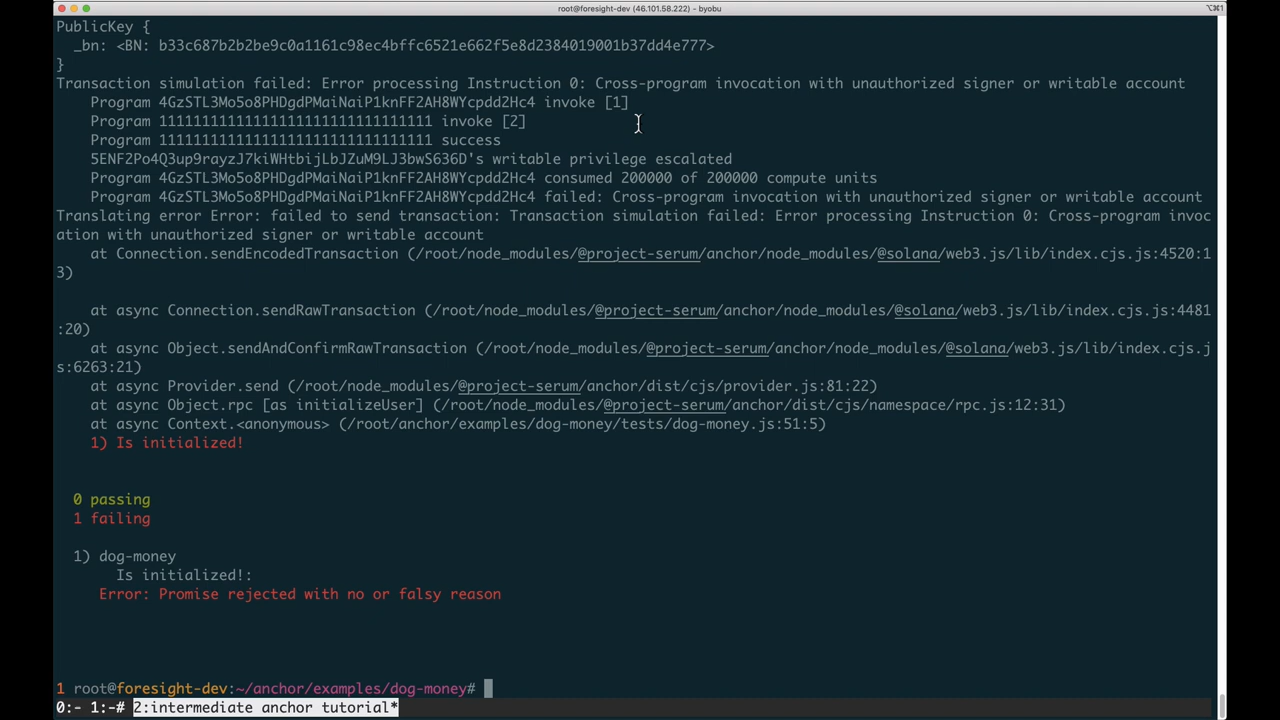 root@foresight-dev (46.101.58.222) - byobu
⌥⌘1
PublicKey {
  _bn: <BN: b33c687b2b2be9c0a1161c98ec4bffc6521e662f5e8d2384019001b37dd4e777>
}
Transaction simulation failed: Error processing Instruction 0: Cross-program invocation with unauthorized signer or writable account
    Program 4GzSTL3Mo5o8PHDgdPMaiNaiP1knFF2AH8WYcpdd2Hc4 invoke [1]
    Program 11111111111111111111111111111111 invoke [2]
    Program 11111111111111111111111111111111 success
    5ENF2Po4Q3up9rayzJ7kiWHtbijLbJZuM9LJ3bwS636D's writable privilege escalated
    Program 4GzSTL3Mo5o8PHDgdPMaiNaiP1knFF2AH8WYcpdd2Hc4 consumed 200000 of 200000 compute units
    Program 4GzSTL3Mo5o8PHDgdPMaiNaiP1knFF2AH8WYcpdd2Hc4 failed: Cross-program invocation with unauthorized signer or writable account
Translating error Error: failed to send transaction: Transaction simulation failed: Error processing Instruction 0: Cross-program invoc
ation with unauthorized signer or writable account
    at Connection.sendEncodedTransaction (/root/node_modules/@project-serum/anchor/node_modules/@solana/web3.js/lib/index.cjs.js:4520:1
3)
    at async Connection.sendRawTransaction (/root/node_modules/@project-serum/anchor/node_modules/@solana/web3.js/lib/index.cjs.js:4481
:20)
    at async Object.sendAndConfirmRawTransaction (/root/node_modules/@project-serum/anchor/node_modules/@solana/web3.js/lib/index.cjs.j
s:6263:21)
    at async Provider.send (/root/node_modules/@project-serum/anchor/dist/cjs/provider.js:81:22)
    at async Object.rpc [as initializeUser] (/root/node_modules/@project-serum/anchor/dist/cjs/namespace/rpc.js:12:31)
    at async Context.<anonymous> (/root/anchor/examples/dog-money/tests/dog-money.js:51:5)
    1) Is initialized!
  0 passing
  1 failing
  1) dog-money
       Is initialized!:
     Error: Promise rejected with no or falsy reason
1 root@foresight-dev:~/anchor/examples/dog-money#
0:- 1:-# 2:intermediate anchor tutorial*